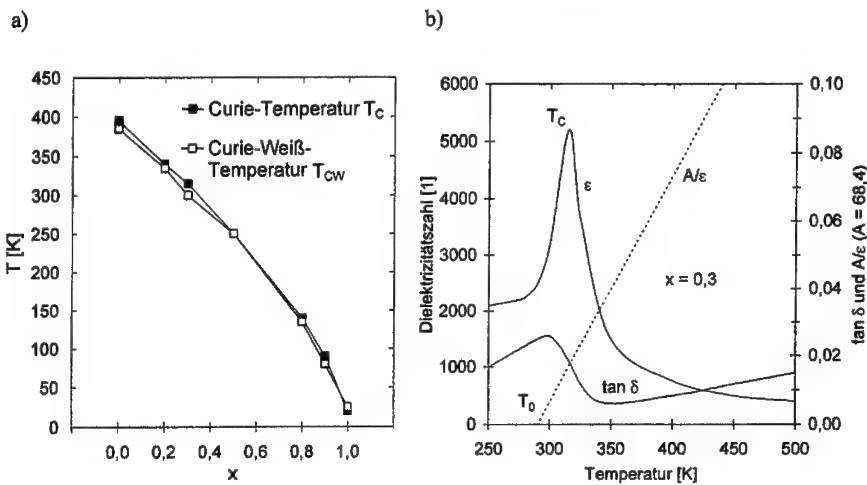 a)
b)
T [K]
450
400
350
300
250
200
150
100
50
0
Curie-Temperatur T_C
Curie-Weiß-
Temperatur T_CW
0,0 0,2 0,4 0,6 0,8 1,0
x
Dielektrizitätszahl [1]
6000
5000
4000
3000
2000
1000
0
T_C
ε
A/ε
x = 0,3
T_0
tan δ
0,10
0,08
0,06
0,04
0,02
0,00
tan δ und A/ε (A = 68,4)
250 300 350 400 450 500
Temperatur [K]